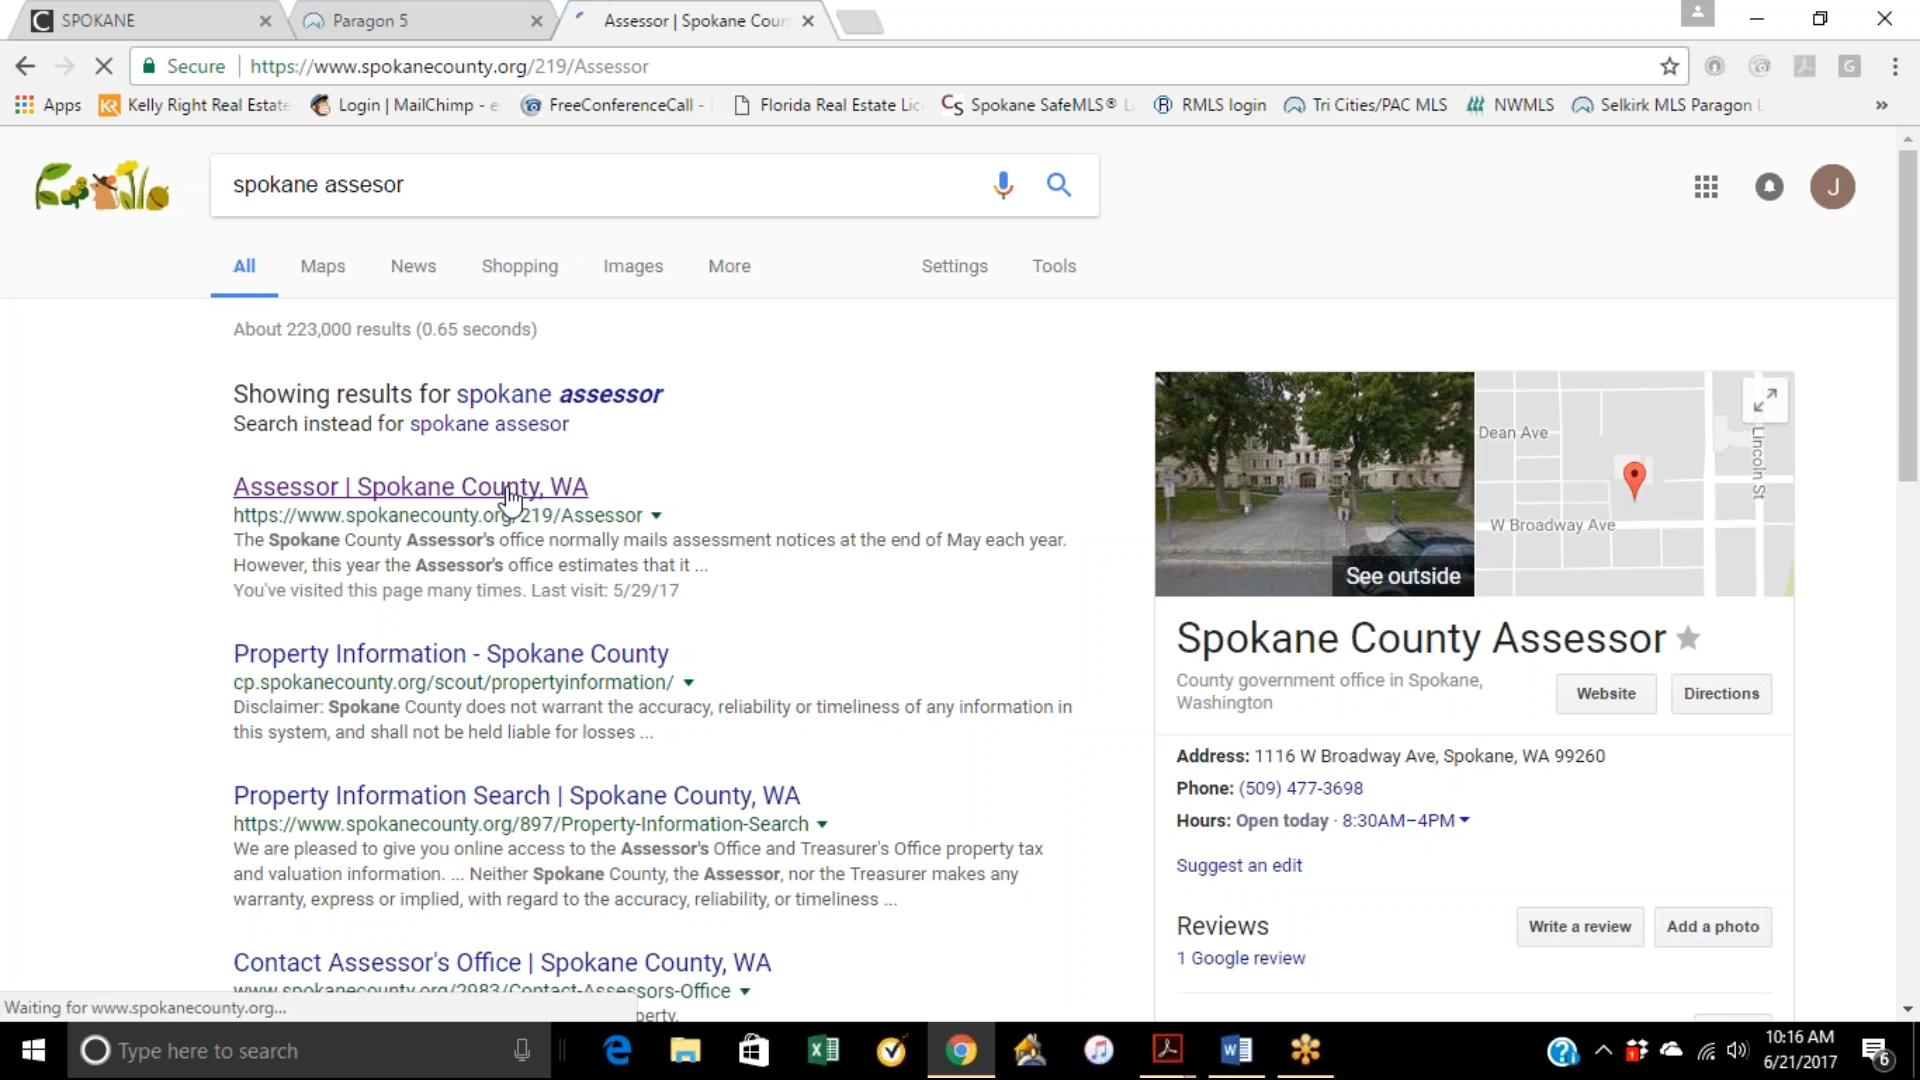 SPOKANE
Paragon 5
Assessor | Spokane Coun
Secure
https://www.spokanecounty.org/219/Assessor
Apps
Kelly Right Real Estate
Login | MailChimp - e
FreeConferenceCall -
Florida Real Estate Lic
Spokane SafeMLS® L
RMLS login
Tri Cities/PAC MLS
NWMLS
Selkirk MLS Paragon L
spokane assesor
J
All
Maps
News
Shopping
Images
More
Settings
Tools
About 223,000 results (0.65 seconds)
Showing results for spokane assessor
Search instead for spokane assesor
Assessor | Spokane County, WA
https://www.spokanecounty.org/219/Assessor
The Spokane County Assessor's office normally mails assessment notices at the end of May each year.
However, this year the Assessor's office estimates that it ...
You've visited this page many times. Last visit: 5/29/17
Property Information - Spokane County
cp.spokanecounty.org/scout/propertyinformation/
Disclaimer: Spokane County does not warrant the accuracy, reliability or timeliness of any information in
this system, and shall not be held liable for losses ...
Property Information Search | Spokane County, WA
https://www.spokanecounty.org/897/Property-Information-Search
We are pleased to give you online access to the Assessor's Office and Treasurer's Office property tax
and valuation information. ... Neither Spokane County, the Assessor, nor the Treasurer makes any
warranty, express or implied, with regard to the accuracy, reliability, or timeliness ...
Contact Assessor's Office | Spokane County, WA
www.spokanecounty.org/2983/Contact-Assessors-Office
perty.
Waiting for www.spokanecounty.org...
Dean Ave
Lincoln St
W Broadway Ave
See outside
Spokane County Assessor
County government office in Spokane,
Washington
Website
Directions
Address: 1116 W Broadway Ave, Spokane, WA 99260
Phone: (509) 477-3698
Hours: Open today · 8:30AM–4PM
Suggest an edit
Reviews
Write a review
Add a photo
1 Google review
Type here to search
10:16 AM
6/21/2017
6